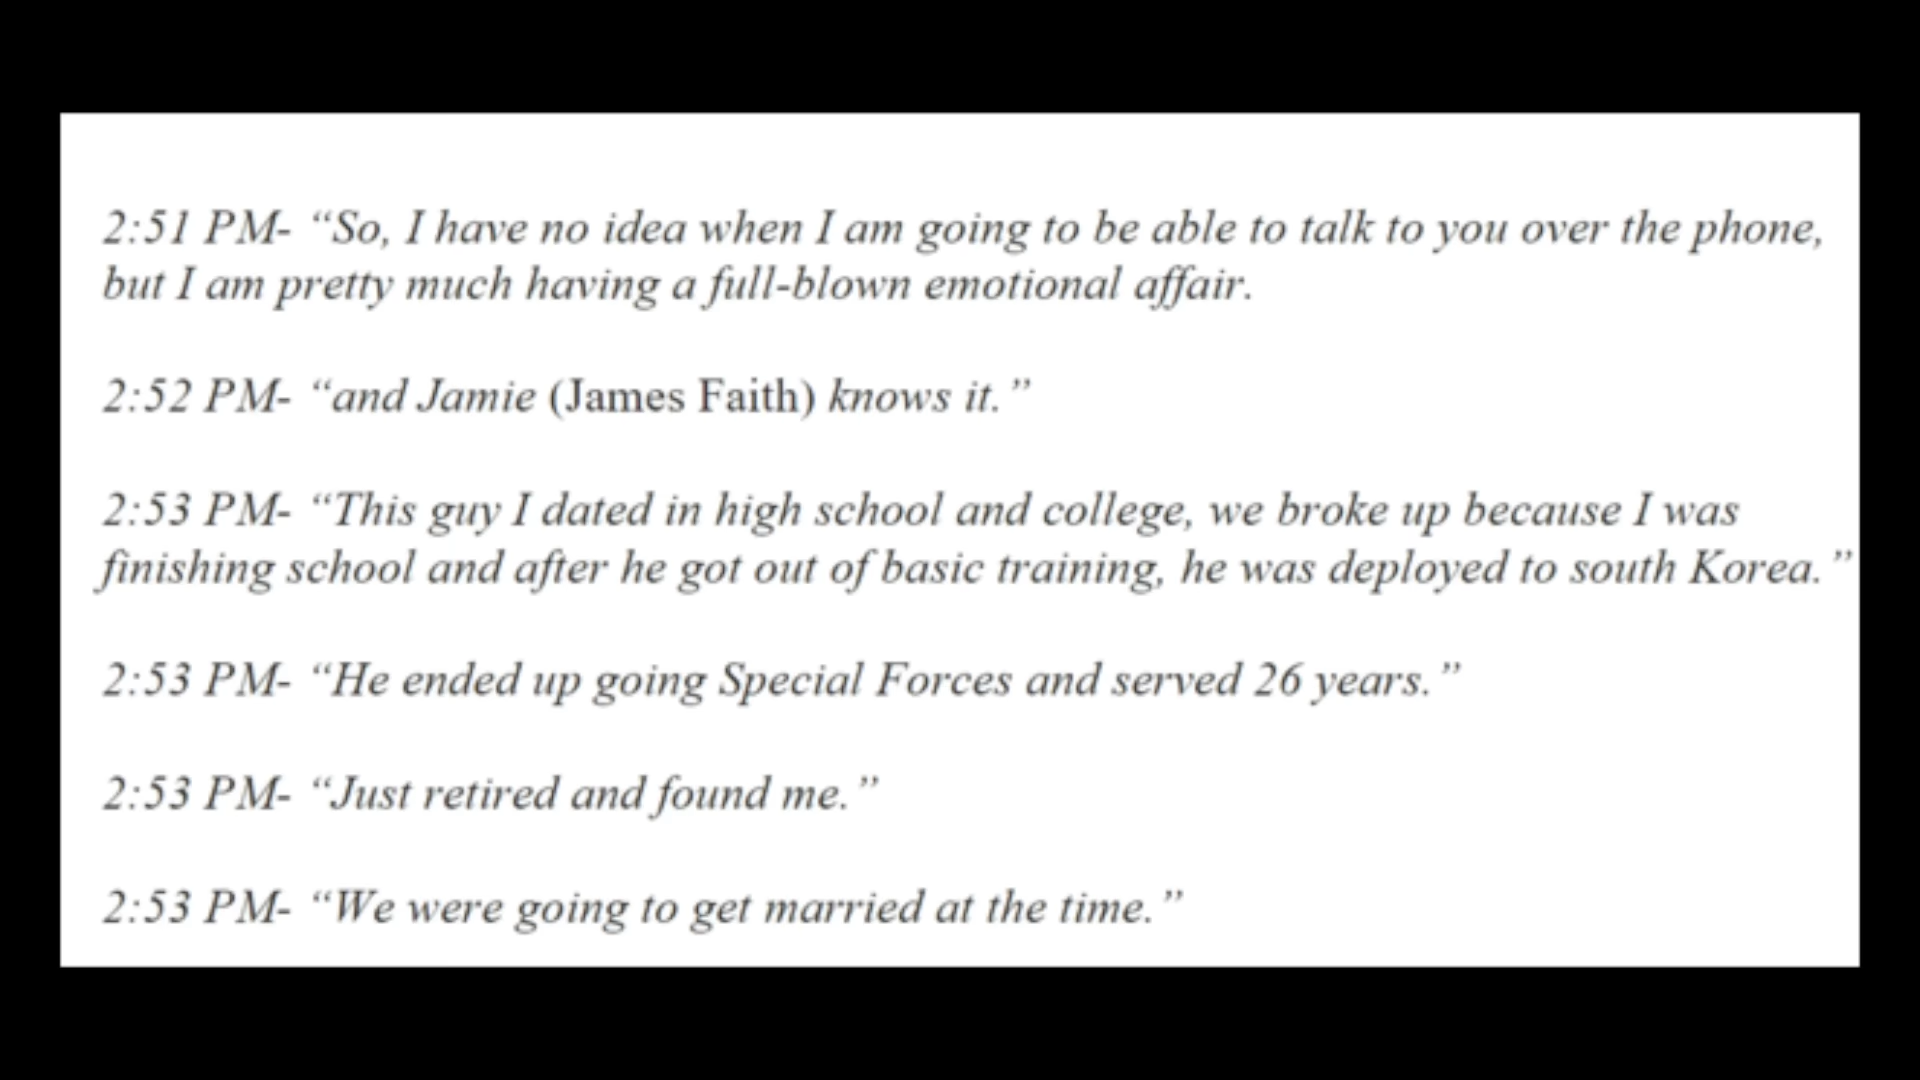 2:51 PM- “So, I have no idea when I am going to be able to talk to you over the phone,
but I am pretty much having a full-blown emotional affair.
2:52 PM- “and Jamie (James Faith) knows it.”
2:53 PM- “This guy I dated in high school and college, we broke up because I was
finishing school and after he got out of basic training, he was deployed to south Korea.”
2:53 PM- “He ended up going Special Forces and served 26 years.”
2:53 PM- “Just retired and found me.”
2:53 PM- “We were going to get married at the time.”